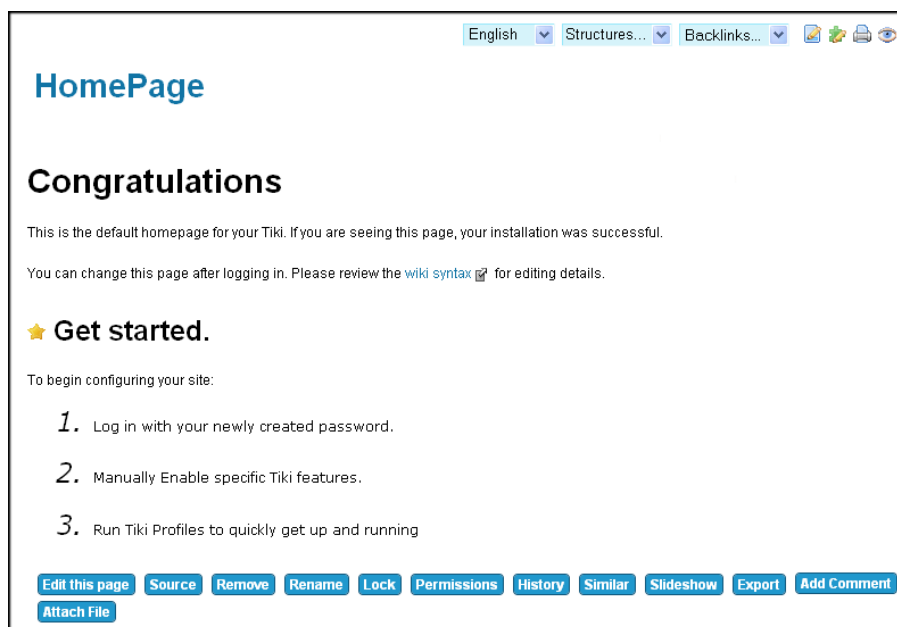 English Structures... Backlinks...
HomePage
Congratulations
This is the default homepage for your Tiki. If you are seeing this page, your installation was successful.
You can change this page after logging in. Please review the wiki syntax for editing details.
Get started.
To begin configuring your site:
1. Log in with your newly created password.
2. Manually Enable specific Tiki features.
3. Run Tiki Profiles to quickly get up and running
Edit this page Source Remove Rename Lock Permissions History Similar Slideshow Export Add Comment
Attach File